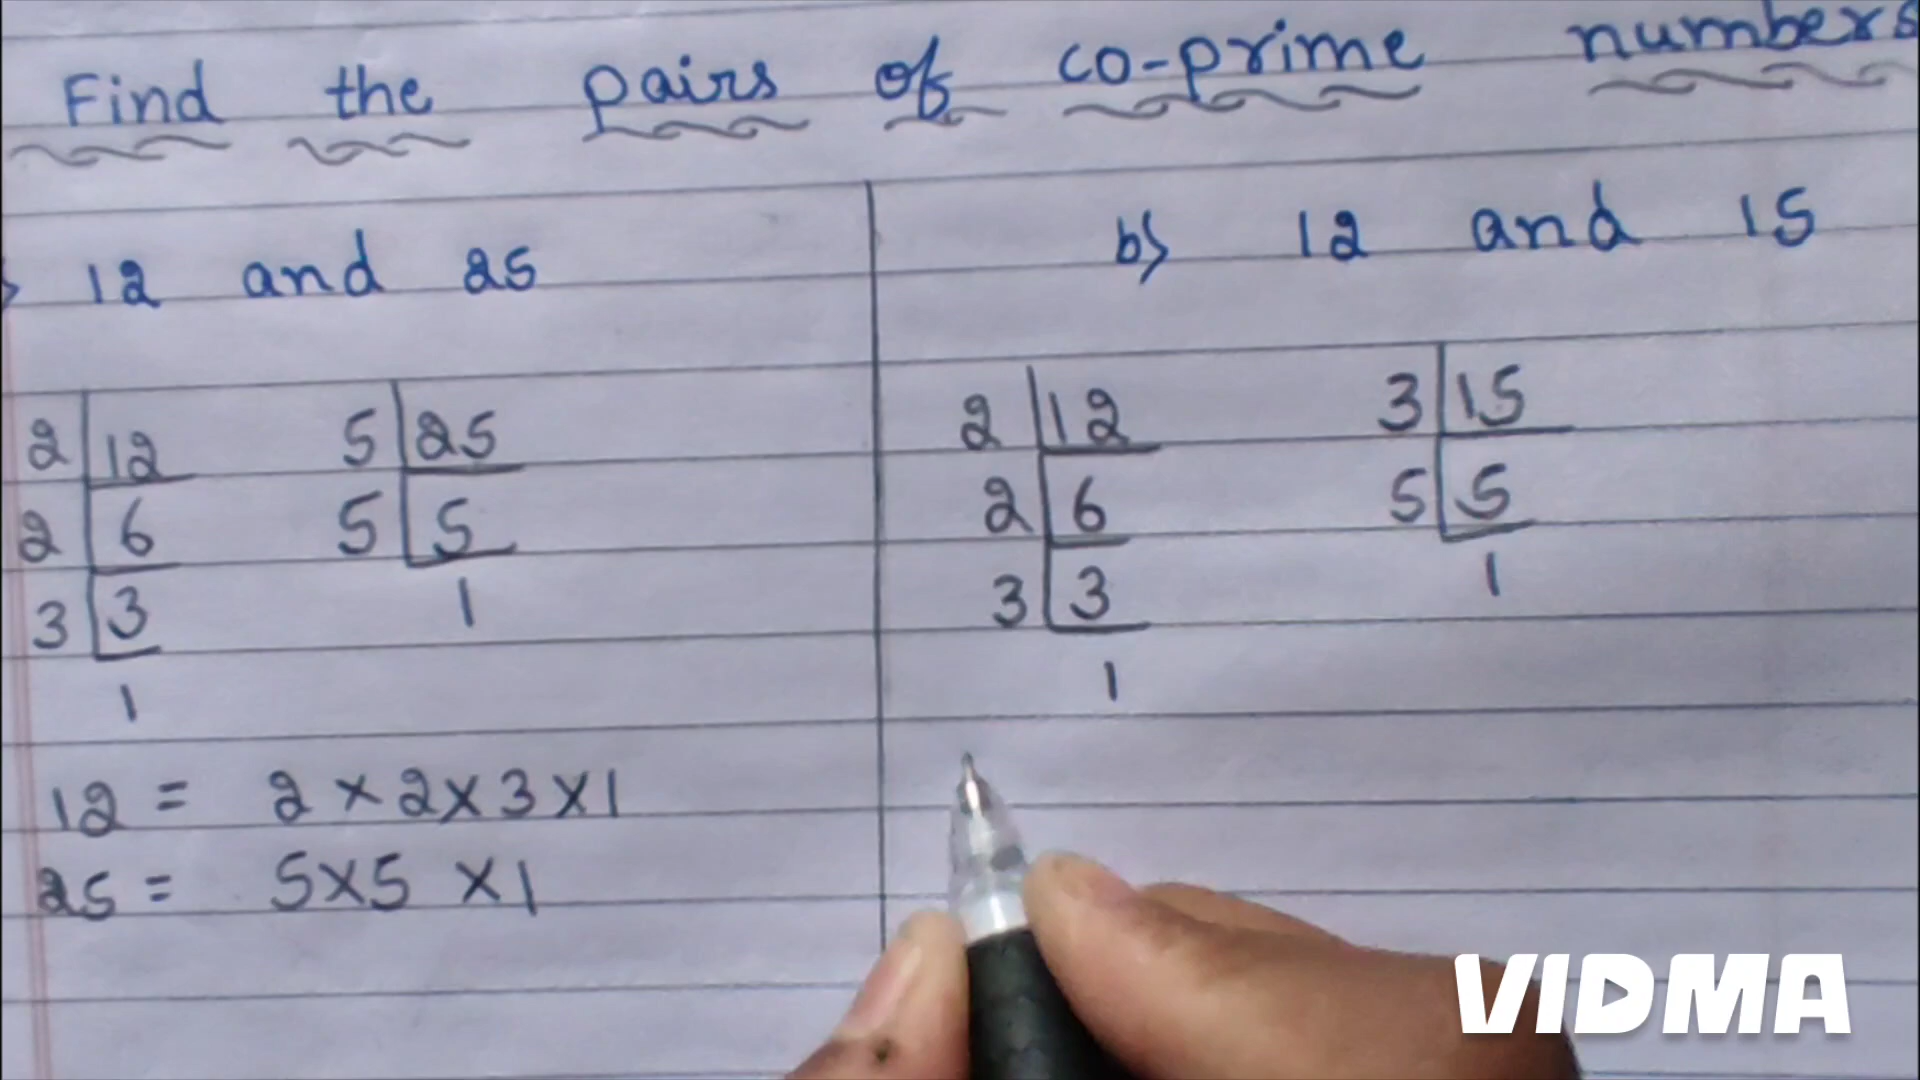 Find the pairs of co-prime numbers
> 12 and 25
2 12 5 25
2 6 5 5
3 3 1
1
12 = 2 × 2 × 3 × 1
25 = 5 × 5 × 1
b) 12 and 15
2 12 3 15
2 6 5 5
3 3 1
1
VIDMA